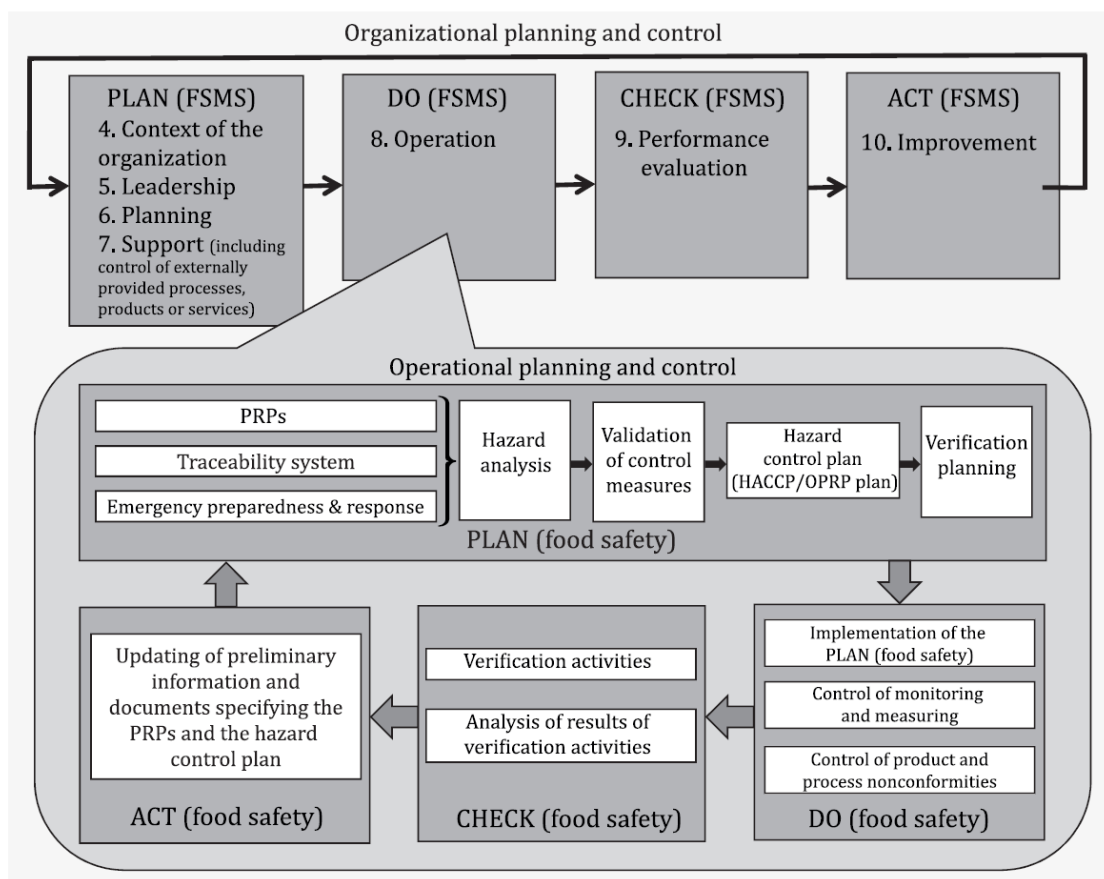 Organizational planning and control
PLAN (FSMS)
4. Context of the
organization
5. Leadership
6. Planning
7. Support (including
control of externally
provided processes,
products or services)
DO (FSMS)
8. Operation
CHECK (FSMS)
9. Performance
evaluation
ACT (FSMS)
10. Improvement
Operational planning and control
PRPs
Traceability system
Emergency preparedness & response
Hazard
analysis
Validation
of control
measures
Hazard
control plan
(HACCP/OPRP plan)
Verification
planning
PLAN (food safety)
Implementation of the
PLAN (food safety)
Control of monitoring
and measuring
Control of product and
process nonconformities
DO (food safety)
Verification activities
Analysis of results of
verification activities
CHECK (food safety)
Updating of preliminary
information and
documents specifying the
PRPs and the hazard
control plan
ACT (food safety)